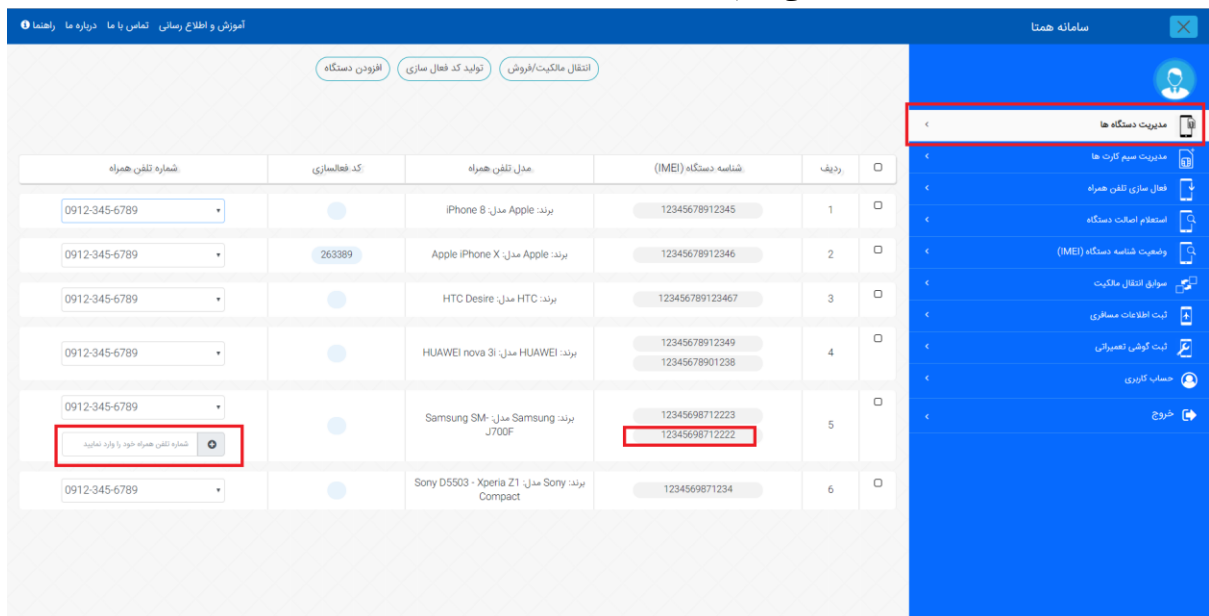 سامانه همتا
آموزش و اطلاع رسانی تماس با ما درباره ما راهنما
مدیریت دستگاه ها
مدیریت سیم کارت ها
فعال سازی تلفن همراه
استعلام اصالت دستگاه
وضعیت شناسه دستگاه (IMEI)
سوابق انتقال مالکیت
ثبت اطلاعات مسافری
ثبت گوشی تعمیراتی
حساب کاربری
خروج
انتقال مالکیت/فروش تولید کد فعال سازی افزودن دستگاه
ردیف شناسه دستگاه (IMEI) مدل تلفن همراه کد فعالسازی شماره تلفن همراه
1 12345678912345 برند: Apple مدل: iPhone 8 0912-345-6789
2 12345678912346 برند: Apple مدل: Apple iPhone X 263389 0912-345-6789
3 123456789123467 برند: HTC مدل: HTC Desire 0912-345-6789
4 12345678912349 برند: HUAWEI مدل: HUAWEI nova 3i 0912-345-6789
12345678901238
5 12345698712223 برند: Samsung مدل: Samsung SM- 0912-345-6789
12345698712222 J700F شماره تلفن همراه خود را وارد نمایید
6 1234569871234 برند: Sony مدل: Sony D5503 - Xperia Z1 0912-345-6789
Compact